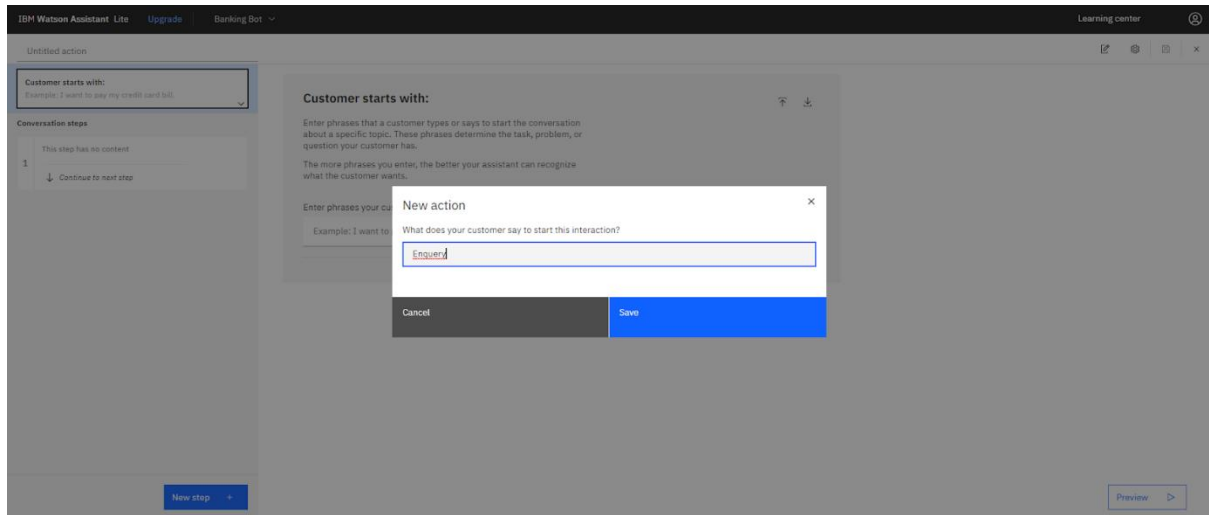 IBM Watson Assistant Lite Upgrade Banking Bot Learning center
Untitled action
Customer starts with:
Example: I want to pay my credit card bill
Conversation steps
This step has no content
1
Continue to next step
New step +
Customer starts with:
Enter phrases that a customer types or says to start the conversation
about a specific topic. These phrases determine the task, problem, or
question your customer has.
The more phrases you enter, the better your assistant can recognize
what the customer wants.
Enter phrases your cu
Example: I want to
New action
What does your customer say to start this interaction?
Enquery
Cancel Save
Preview